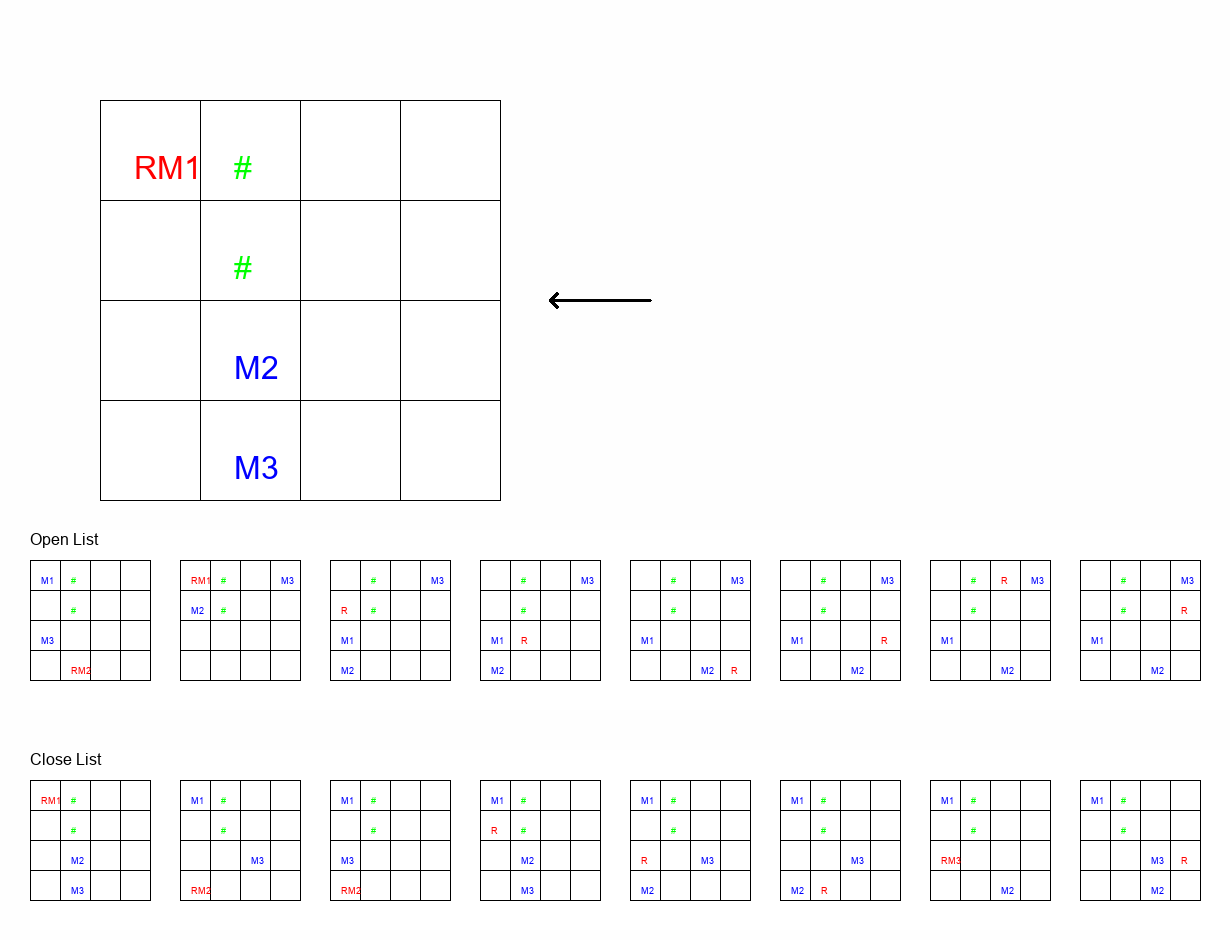 RM1 #
#
M2
M3
Open List
M1 # RM1 # M3 # M3 # M3 # M3 # M3 # R M3 # M3
# M2 # R # # # # # # R
M3 M1 M1 R M1 M1 R M1 M1
RM2 M2 M2 M2 R M2 M2 M2
Close List
RM1 # M1 # M1 # M1 # M1 # M1 # M1 # M1 #
# # # R # # # # #
M2 M3 M3 M2 R M3 M3 RM3 M3 R
M3 RM2 RM2 M3 M2 M2 R M2 M2